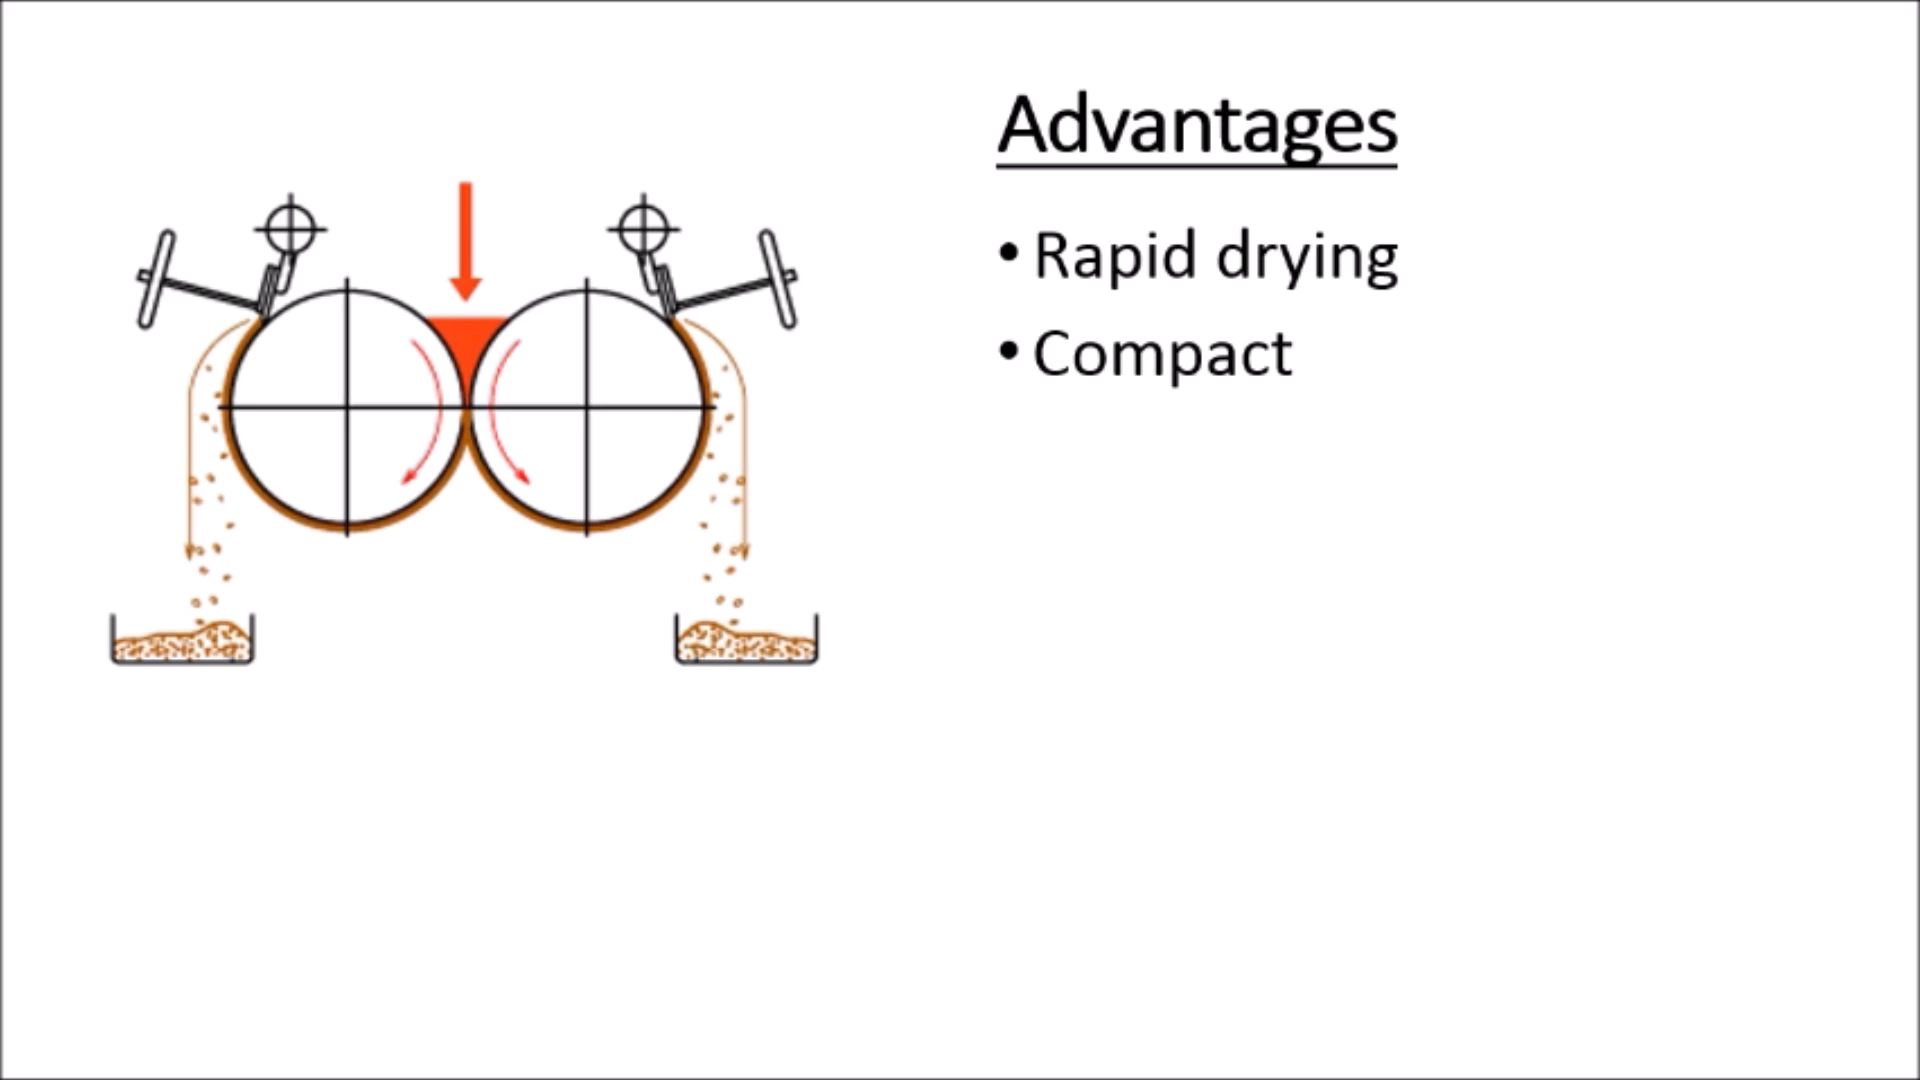 Advantages
• Rapid drying
• Compact